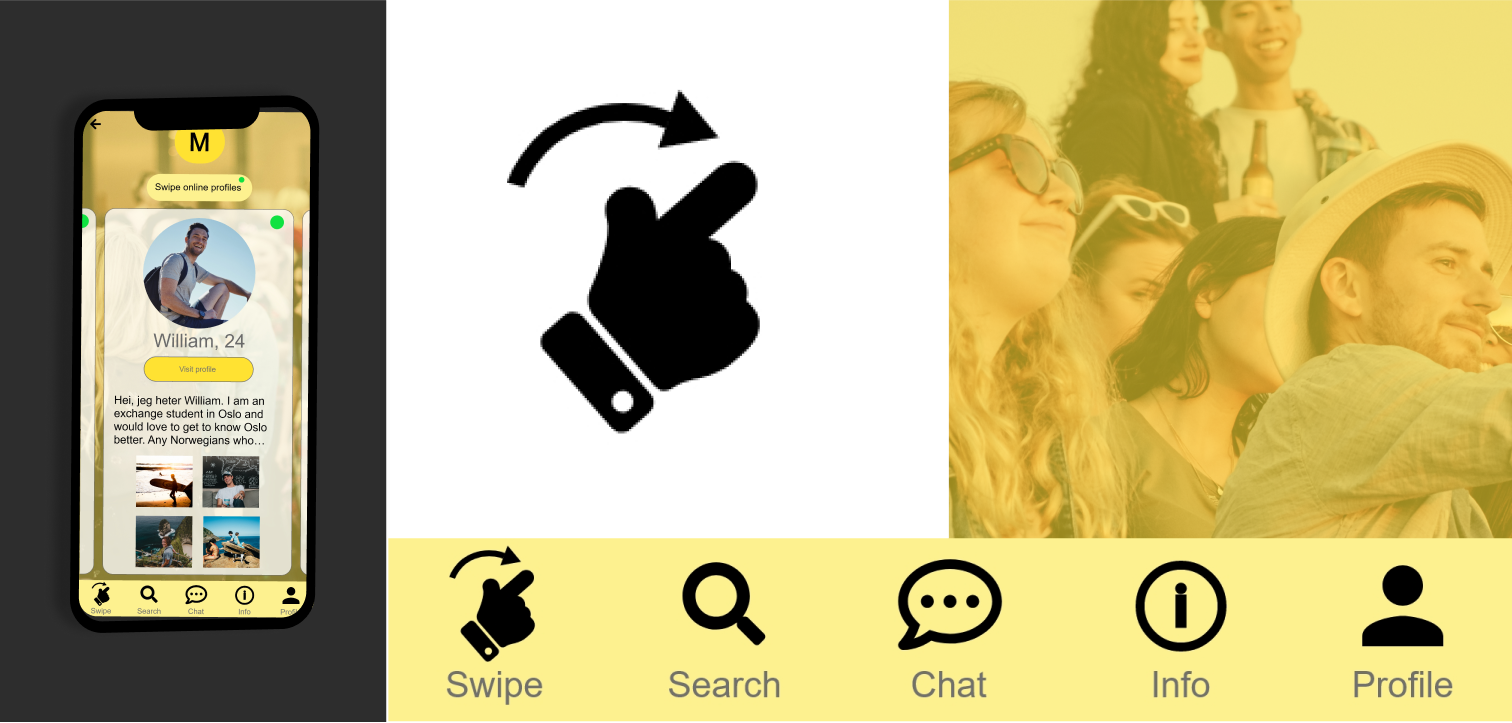 M
Swipe online profiles
William, 24
Visit profile
Hei, jeg heter William. I am an
exchange student in Oslo and
would love to get to know Oslo
better. Any Norwegians who...
Swipe
Search
Chat
Info
Swipe
Search
Chat
Info
Profile